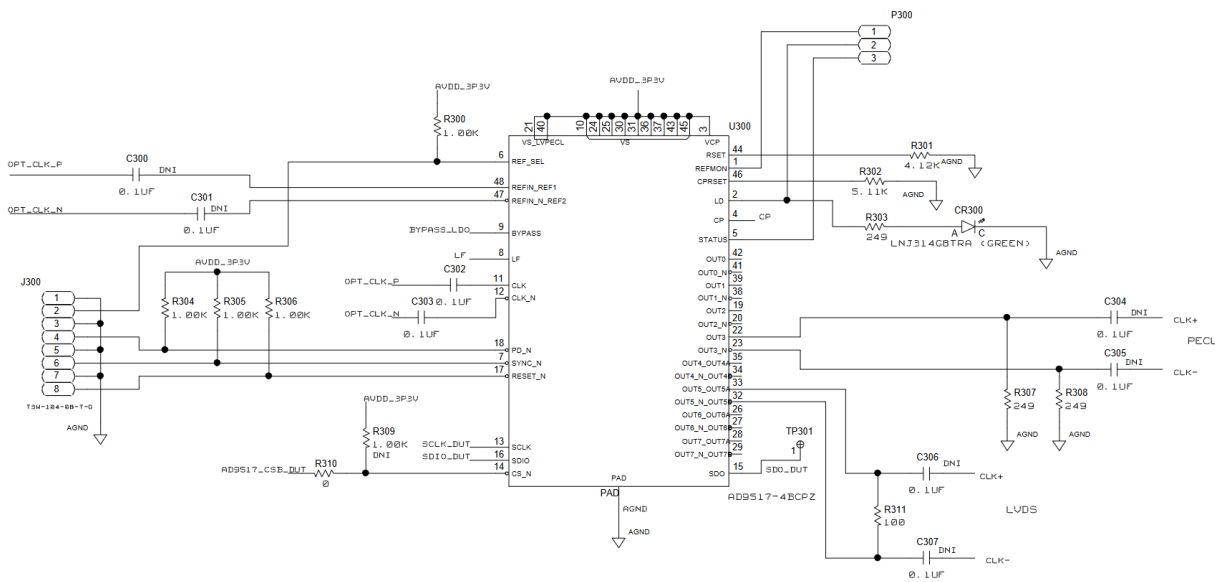 P300
1
2
3
AVDD_3P3V
AVDD_3P3V
R300
1.00K
21
40
10
24
25
30
31
36
37
43
45
3
U300
VS_LVPECL
VS
VCP
OPT_CLK_P
C300
DNI
0.1UF
6
REF_SEL
RSET
44
R301
4.12K
AGND
REFMON
1
CPRSET
46
R302
5.11K
AGND
48
REFIN_REF1
47
REFIN_N_REF2
C301
DNI
OPT_CLK_N
0.1UF
LD
2
CP
4
CP
R303
249
CR300
A
C
LNJ314G8TRA (GREEN)
AGND
BYPASS_LDO
9
BYPASS
STATUS
5
LF
8
LF
C302
OPT_CLK_P
0.1UF
11
CLK
12
CLK_N
C303
OPT_CLK_N
0.1UF
AVDD_3P3V
R304
1.00K
R305
1.00K
R306
1.00K
J300
1
2
3
4
5
6
7
8
TSW-104-08-T-D
AGND
18
PD_N
7
SYNC_N
17
RESET_N
OUT0
42
OUT0_N
41
OUT1
39
OUT1_N
38
OUT2
19
OUT2_N
20
OUT3
22
OUT3_N
23
OUT4_OUT4A
35
OUT4_N_OUT4B
34
OUT5_OUT5A
33
OUT5_N_OUT5B
32
OUT6_OUT6A
26
OUT6_N_OUT6B
27
OUT7_OUT7A
28
OUT7_N_OUT7B
29
SDO
15
SDO_DUT
TP301
1
C304
DNI
0.1UF
CLK+
PECL
C305
DNI
0.1UF
CLK-
R307
249
R308
249
AGND
AGND
AVDD_3P3V
R309
1.00K
DNI
SCLK_DUT
13
SCLK
SDIO_DUT
16
SDIO
AD9517_CSB_DUT
R310
0
14
CS_N
PAD
PAD
AGND
AGND
AD9517-4BCPZ
C306
DNI
0.1UF
CLK+
R311
100
LVDS
C307
DNI
0.1UF
CLK-